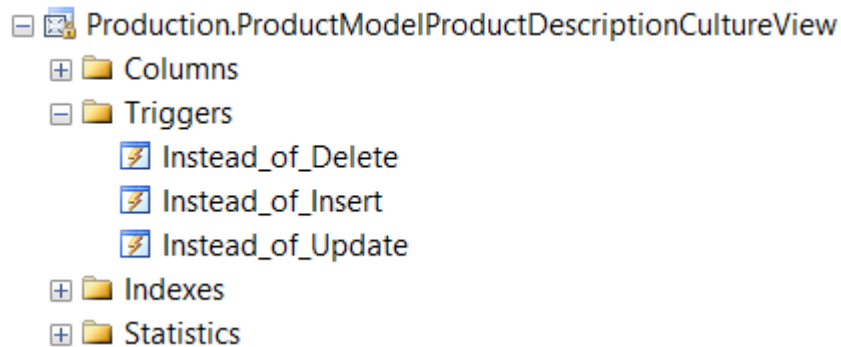 Production.ProductModelProductDescriptionCultureView
Columns
Triggers
Instead_of_Delete
Instead_of_Insert
Instead_of_Update
Indexes
Statistics